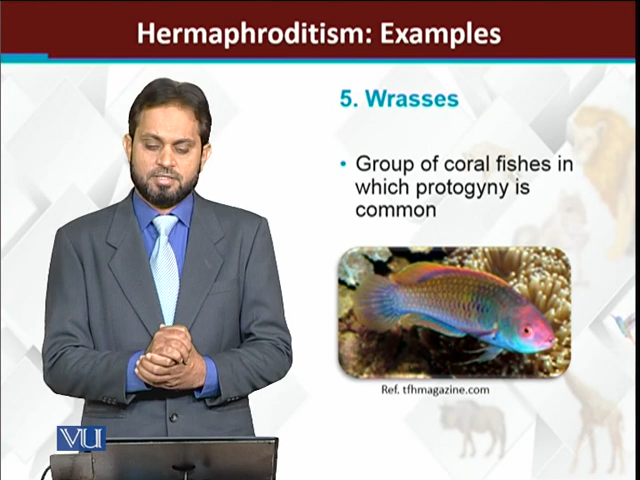 Hermaphroditism: Examples
5. Wrasses
• Group of coral fishes in
which protogyny is
common
Ref. tfhmagazine.com
VU